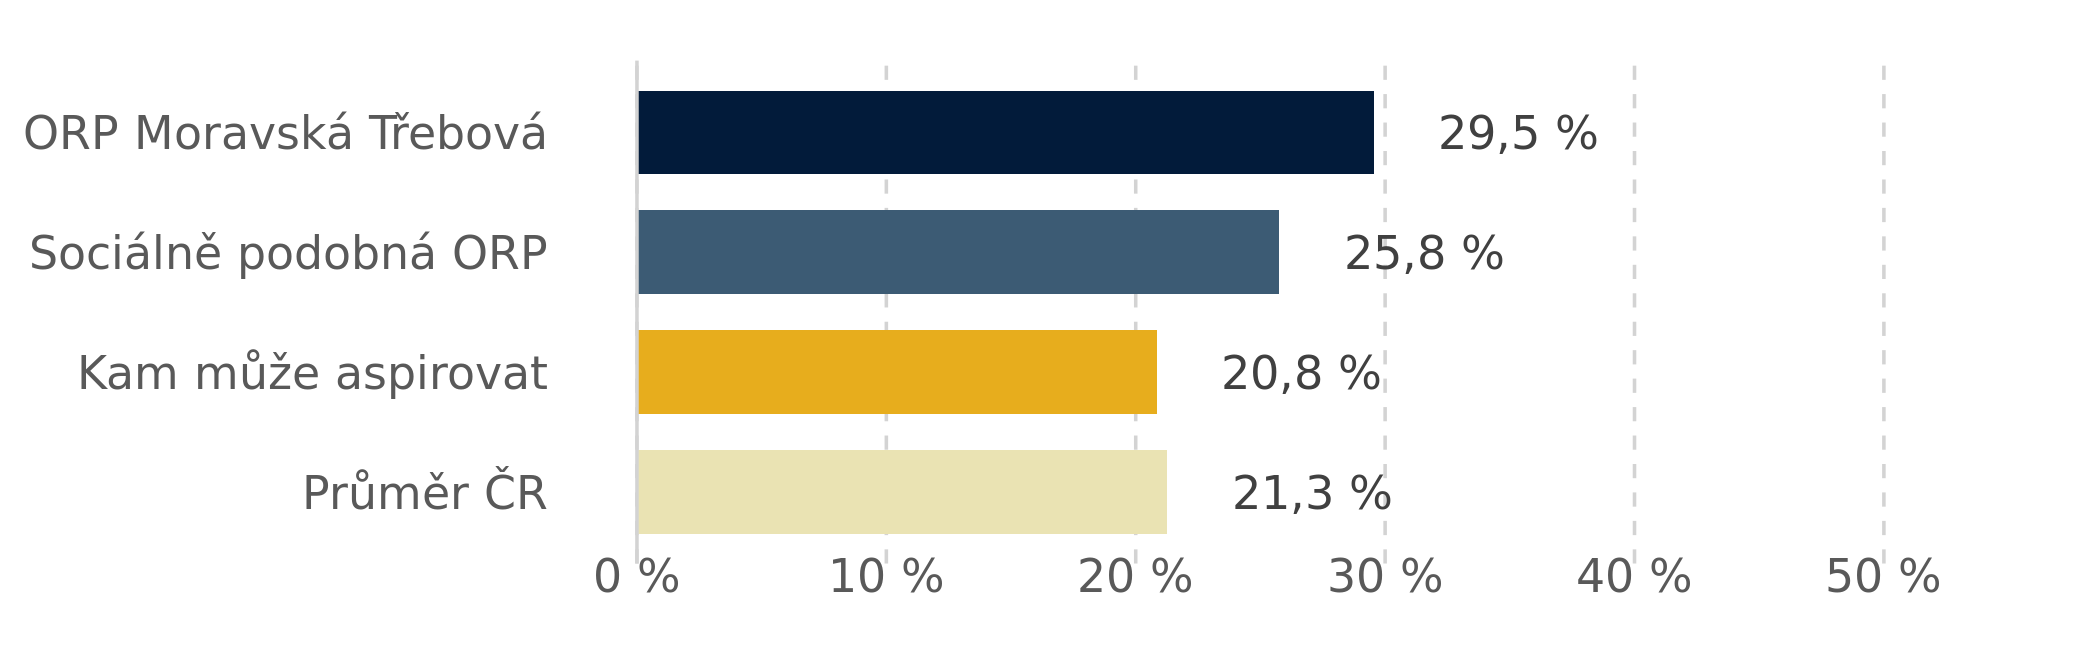 ORP Moravská Třebová 29,5 %
Sociálně podobná ORP 25,8 %
Kam může aspirovat 20,8 %
Průměr ČR 21,3 %
0 % 10 % 20 % 30 % 40 % 50 %